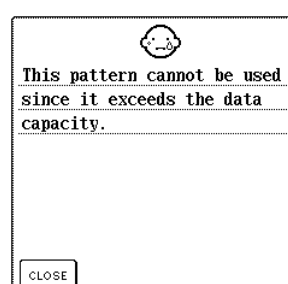 This pattern cannot be used
since it exceeds the data
capacity.
CLOSE